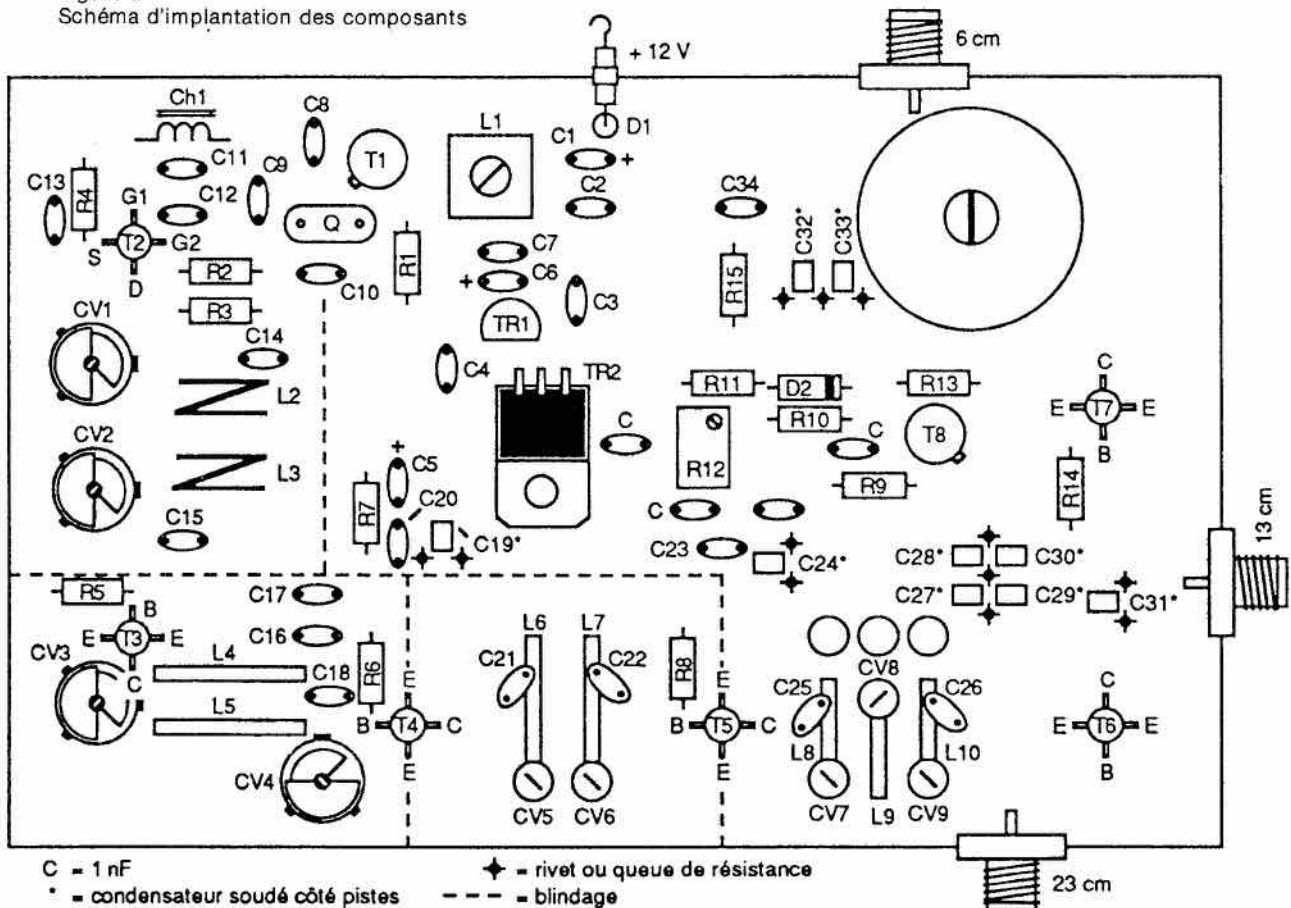 Schéma d'implantation des composants
6 cm
+ 12 V
Ch1
C8
L1
D1
C1
+
T1
C11
C9
C13
R4
C12
C2
C34
G1
C32*
C33*
Q
T2
S
G2
D
C7
R1
R2
C6
+
R15
C10
C3
R3
TR1
CV1
C14
C4
TR2
C
R11
D2
R13
L2
E
T7
E
R10
CV2
C
C
T8
B
+
C5
R12
L3
R14
R9
C20
R7
C
13 cm
C15
C19*
C23
C24*
C28*
C30*
R5
C17
C27*
C29*
C31*
B
L6
L7
E
T3
E
C16
CV3
R8
CV8
L4
C21
C22
R6
C
C18
E
E
C25
C26
C
L5
B
T4
C
B
T5
C
E
T6
E
E
E
L8
L10
B
CV4
CV5
CV6
CV7
L9
CV9
C = 1 nF
= rivet ou queue de résistance
* = condensateur soudé côté pistes
= blindage
23 cm